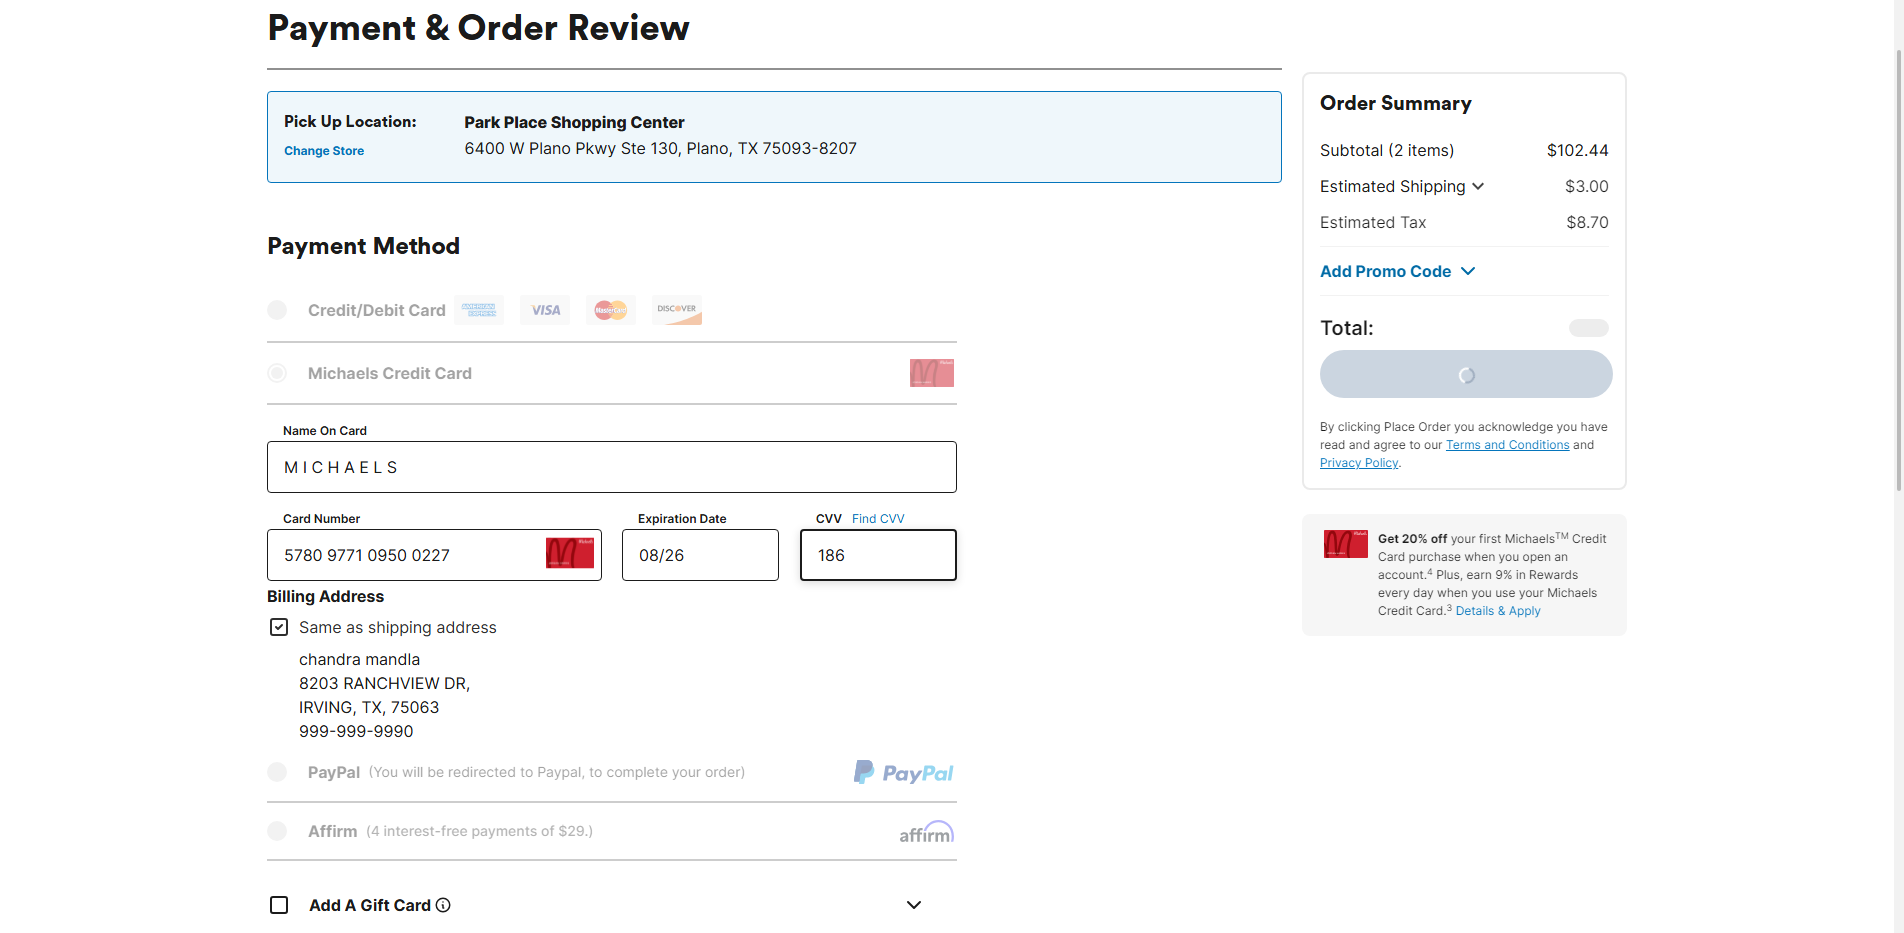 Payment & Order Review
Pick Up Location:
Change Store
Park Place Shopping Center
6400 W Plano Pkwy Ste 130, Plano, TX 75093-8207
Payment Method
Credit/Debit Card
AMERICAN EXPRESS
VISA
MasterCard
DISCOVER
Michaels Credit Card
Name On Card
MICHAELS
Card Number
5780 9771 0950 0227
Expiration Date
08/26
CVV Find CVV
186
Billing Address
Same as shipping address
chandra mandla
8203 RANCHVIEW DR,
IRVING, TX, 75063
999-999-9990
PayPal (You will be redirected to Paypal, to complete your order)
PayPal
Affirm (4 interest-free payments of $29.)
affirm
Add A Gift Card
Order Summary
Subtotal (2 items) $102.44
Estimated Shipping $3.00
Estimated Tax $8.70
Add Promo Code
Total:
By clicking Place Order you acknowledge you have
read and agree to our Terms and Conditions and
Privacy Policy.
Get 20% off your first Michaels™ Credit
Card purchase when you open an
account.⁴ Plus, earn 9% in Rewards
every day when you use your Michaels
Credit Card.³ Details & Apply